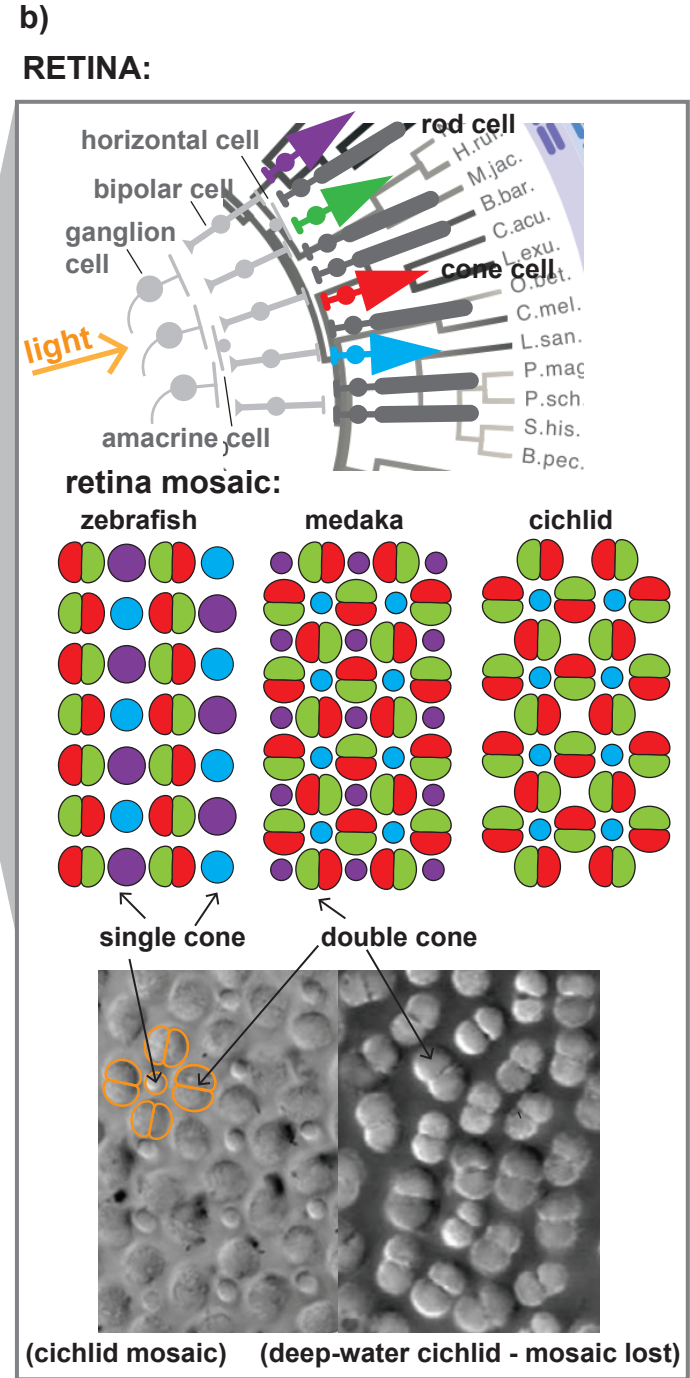 b)
RETINA:
horizontal cell
rod cell
bipolar cell
H.rur.
M.jac.
B.bar.
ganglion
cell
C.acu.
L.exu.
cone cell
O.bet.
C.mel.
light
L.san.
P.mag
P.sch.
S.his.
amacrine cell
B.pec.
retina mosaic:
zebrafish medaka cichlid
single cone double cone
(cichlid mosaic) (deep-water cichlid - mosaic lost)